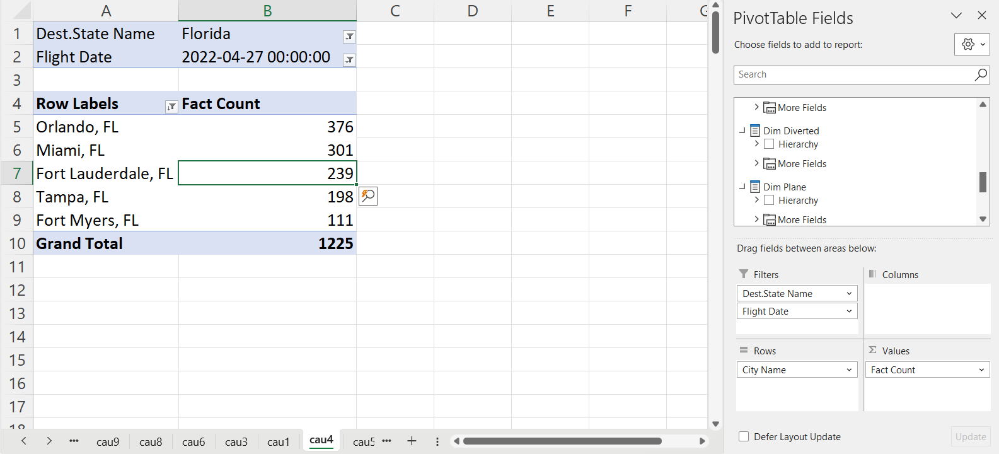 A B C D E F G
1 Dest.State Name Florida
2 Flight Date 2022-04-27 00:00:00
3
4 Row Labels Fact Count
5 Orlando, FL 376
6 Miami, FL 301
7 Fort Lauderdale, FL 239
8 Tampa, FL 198
9 Fort Myers, FL 111
10 Grand Total 1225
11
12
13
14
15
16
17
18
cau9 cau8 cau6 cau3 cau1 cau4 cau5
PivotTable Fields
Choose fields to add to report:
Search
More Fields
Dim Diverted
Hierarchy
More Fields
Dim Plane
Hierarchy
More Fields
Drag fields between areas below:
Filters
Dest.State Name
Flight Date
Columns
Rows
City Name
Σ Values
Fact Count
Defer Layout Update
Update